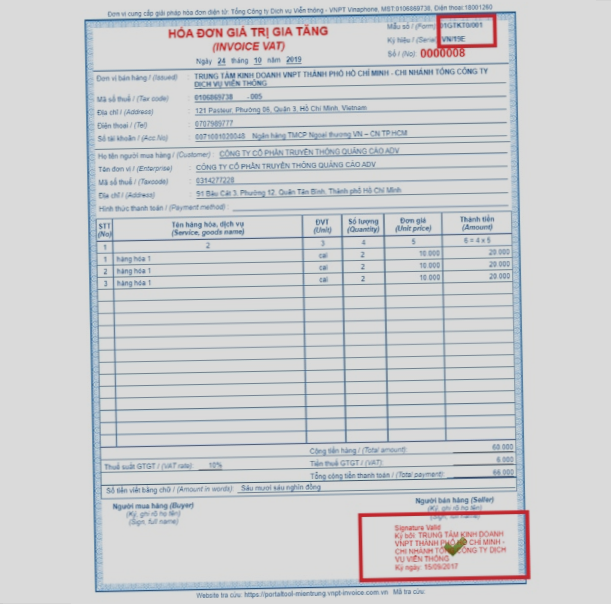 Đơn vị cung cấp giải pháp hóa đơn điện tử: Tổng Công ty Dịch vụ Viễn thông - VNPT Vinaphone, MST:0106869738, Điện thoại:18001260
HÓA ĐƠN GIÁ TRỊ GIA TĂNG
(INVOICE VAT)
Ngày 24 tháng 10 năm 2019
Mẫu số / (Form): 01GTKT0/001
Ký hiệu / (Serial): VN/19E
Số / (No): 0000008
Đơn vị bán hàng / (Issued) : TRUNG TÂM KINH DOANH VNPT THÀNH PHỐ HỒ CHÍ MINH - CHI NHÁNH TỔNG CÔNG TY
DỊCH VỤ VIỄN THÔNG
Mã số thuế / (Tax code) : 0106869738 -005
Địa chỉ / (Address) : 121 Pasteur, Phường 06, Quận 3, Hồ Chí Minh, Vietnam
Điện thoại / (Tel) : 0707989777
Số tài khoản / (Acc.No) : Ngân hàng TMCP Ngoại thương VN – CN TP.HCM
Họ tên người mua hàng / (Customer) : CÔNG TY CỔ PHẦN TRUYỀN THÔNG QUẢNG CÁO ADV
Tên đơn vị / (Enterprise) : CÔNG TY CỔ PHẦN TRUYỀN THÔNG QUẢNG CÁO ADV
Mã số thuế / (Taxcode) : 0314277228
Địa chỉ / (Address) : 91 Bàu Cát 3, Phường 12, Quận Tân Bình, Thành phố Hồ Chí Minh
Hình thức thanh toán / (Payment method) :
STT (No) Tên hàng hóa, dịch vụ (Service, goods name) ĐVT (Unit) Số lượng (Quantity) Đơn giá (Unit price) Thành tiền (Amount)
1 2 3 4 5 6 = 4 x 5
1 hàng hóa 1 cái 2 10.000 20.000
2 hàng hóa 1 cái 2 10.000 20.000
3 hàng hóa 1 cái 2 10.000 20.000
Cộng tiền hàng / (Total amount): 60.000
Thuế suất GTGT / (VAT rate): 10% Tiền thuế GTGT / (VAT): 6.000
Tổng cộng tiền thanh toán / (Total payment): 66.000
Số tiền viết bằng chữ / (Amount in words): Sáu mươi sáu nghìn đồng
Người mua hàng (Buyer)
(Ký, ghi rõ họ tên)
(Sign, full name)
Người bán hàng (Seller)
(Ký, ghi rõ họ tên)
(Sign, full name)
Signature Valid
Ký bởi: TRUNG TÂM KINH DOANH
VNPT THÀNH PHỐ HỒ CHÍ MINH -
CHI NHÁNH TỔNG CÔNG TY DỊCH
VỤ VIỄN THÔNG
Ký ngày: 15/05/2017
Website tra cứu: https://portaltool-mientrung.vnpt-invoice.com.vn Mã tra cứu: